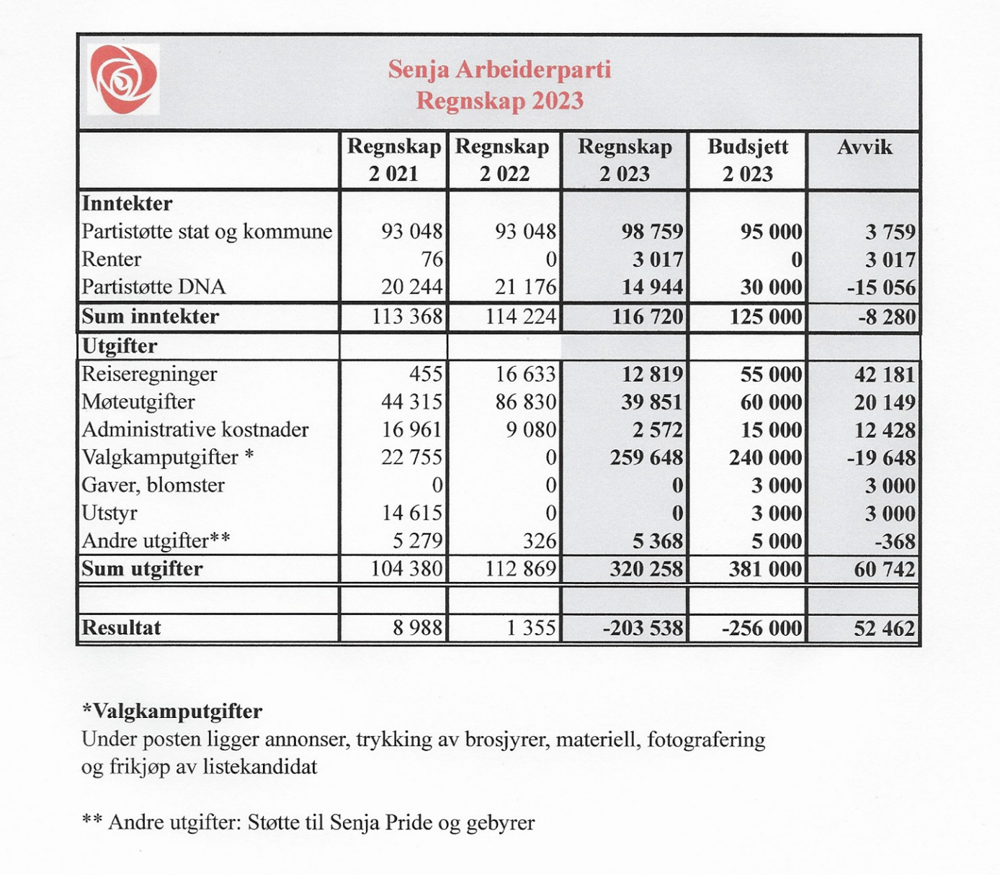 Senja Arbeiderparti
Regnskap 2023
Regnskap 2 021 Regnskap 2 022 Regnskap 2 023 Budsjett 2 023 Avvik
Inntekter
Partistøtte stat og kommune 93 048 93 048 98 759 95 000 3 759
Renter 76 0 3 017 0 3 017
Partistøtte DNA 20 244 21 176 14 944 30 000 -15 056
Sum inntekter 113 368 114 224 116 720 125 000 -8 280
Utgifter
Reiseregninger 455 16 633 12 819 55 000 42 181
Møteutgifter 44 315 86 830 39 851 60 000 20 149
Administrative kostnader 16 961 9 080 2 572 15 000 12 428
Valgkamputgifter * 22 755 0 259 648 240 000 -19 648
Gaver, blomster 0 0 0 3 000 3 000
Utstyr 14 615 0 0 3 000 3 000
Andre utgifter** 5 279 326 5 368 5 000 -368
Sum utgifter 104 380 112 869 320 258 381 000 60 742
Resultat 8 988 1 355 -203 538 -256 000 52 462
*Valgkamputgifter
Under posten ligger annonser, trykking av brosjyrer, materiell, fotografering
og frikjøp av listekandidat
** Andre utgifter: Støtte til Senja Pride og gebyrer